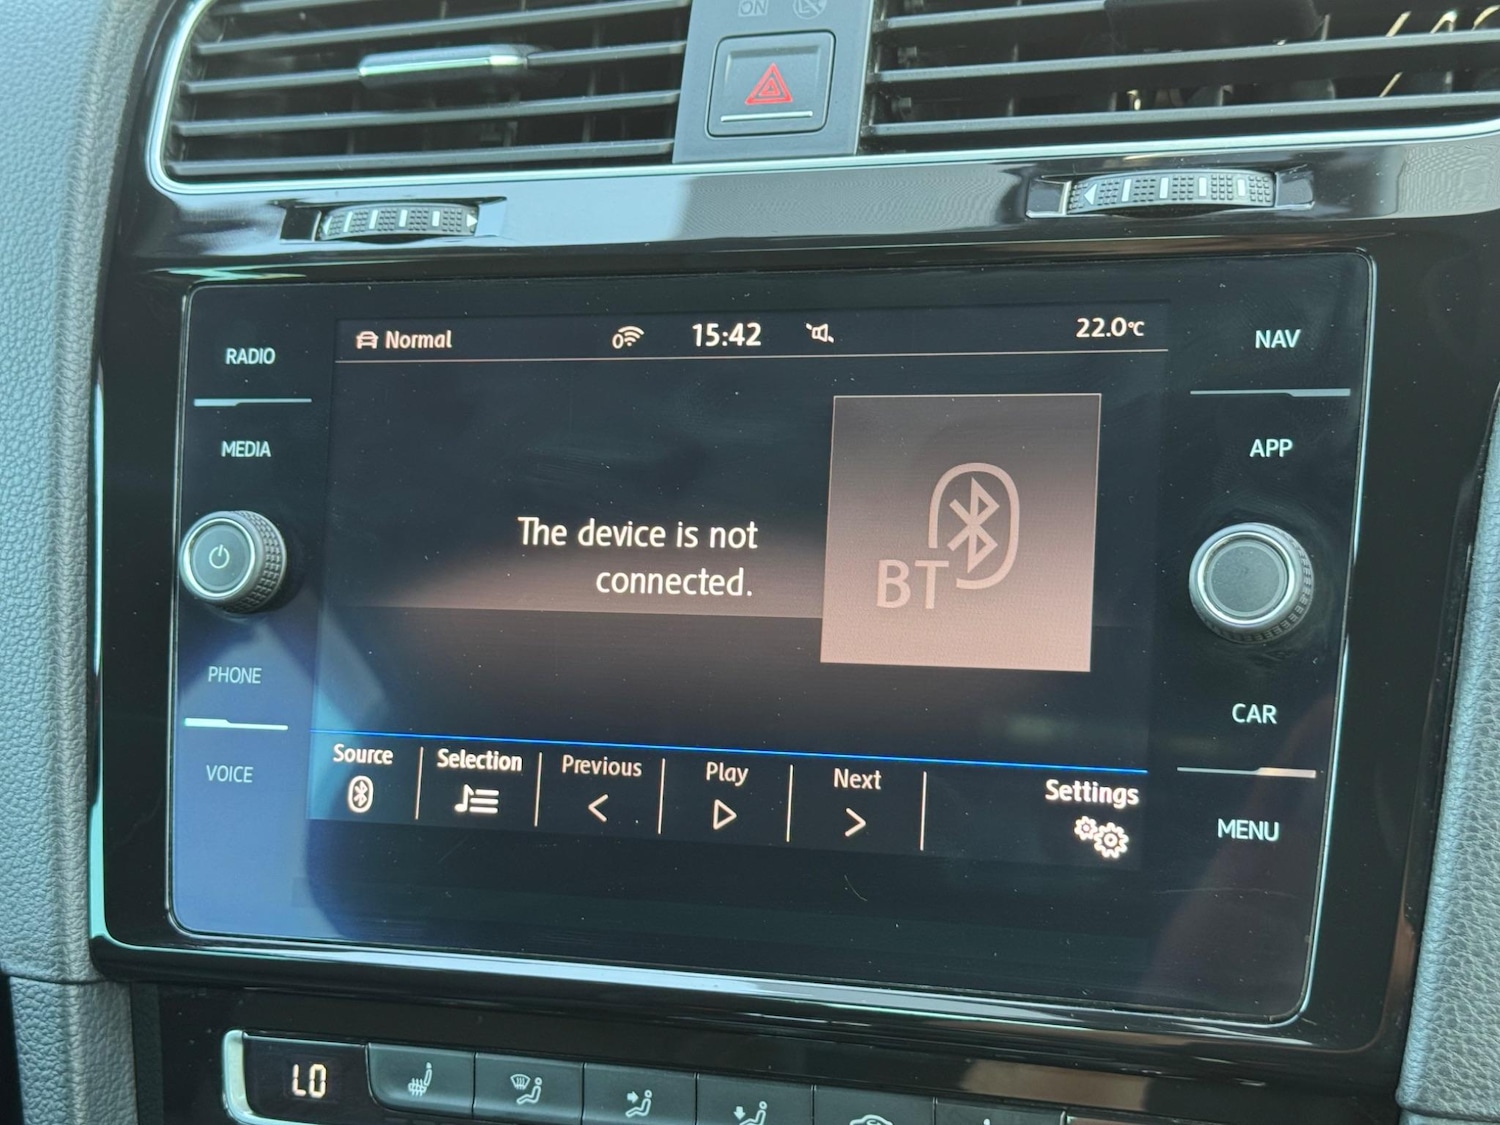 ON
Normal
0
15:42
22.0°C
RADIO
MEDIA
PHONE
VOICE
NAV
APP
CAR
MENU
The device is not
connected.
BT
Source
Selection
Previous
Play
Next
Settings
LO